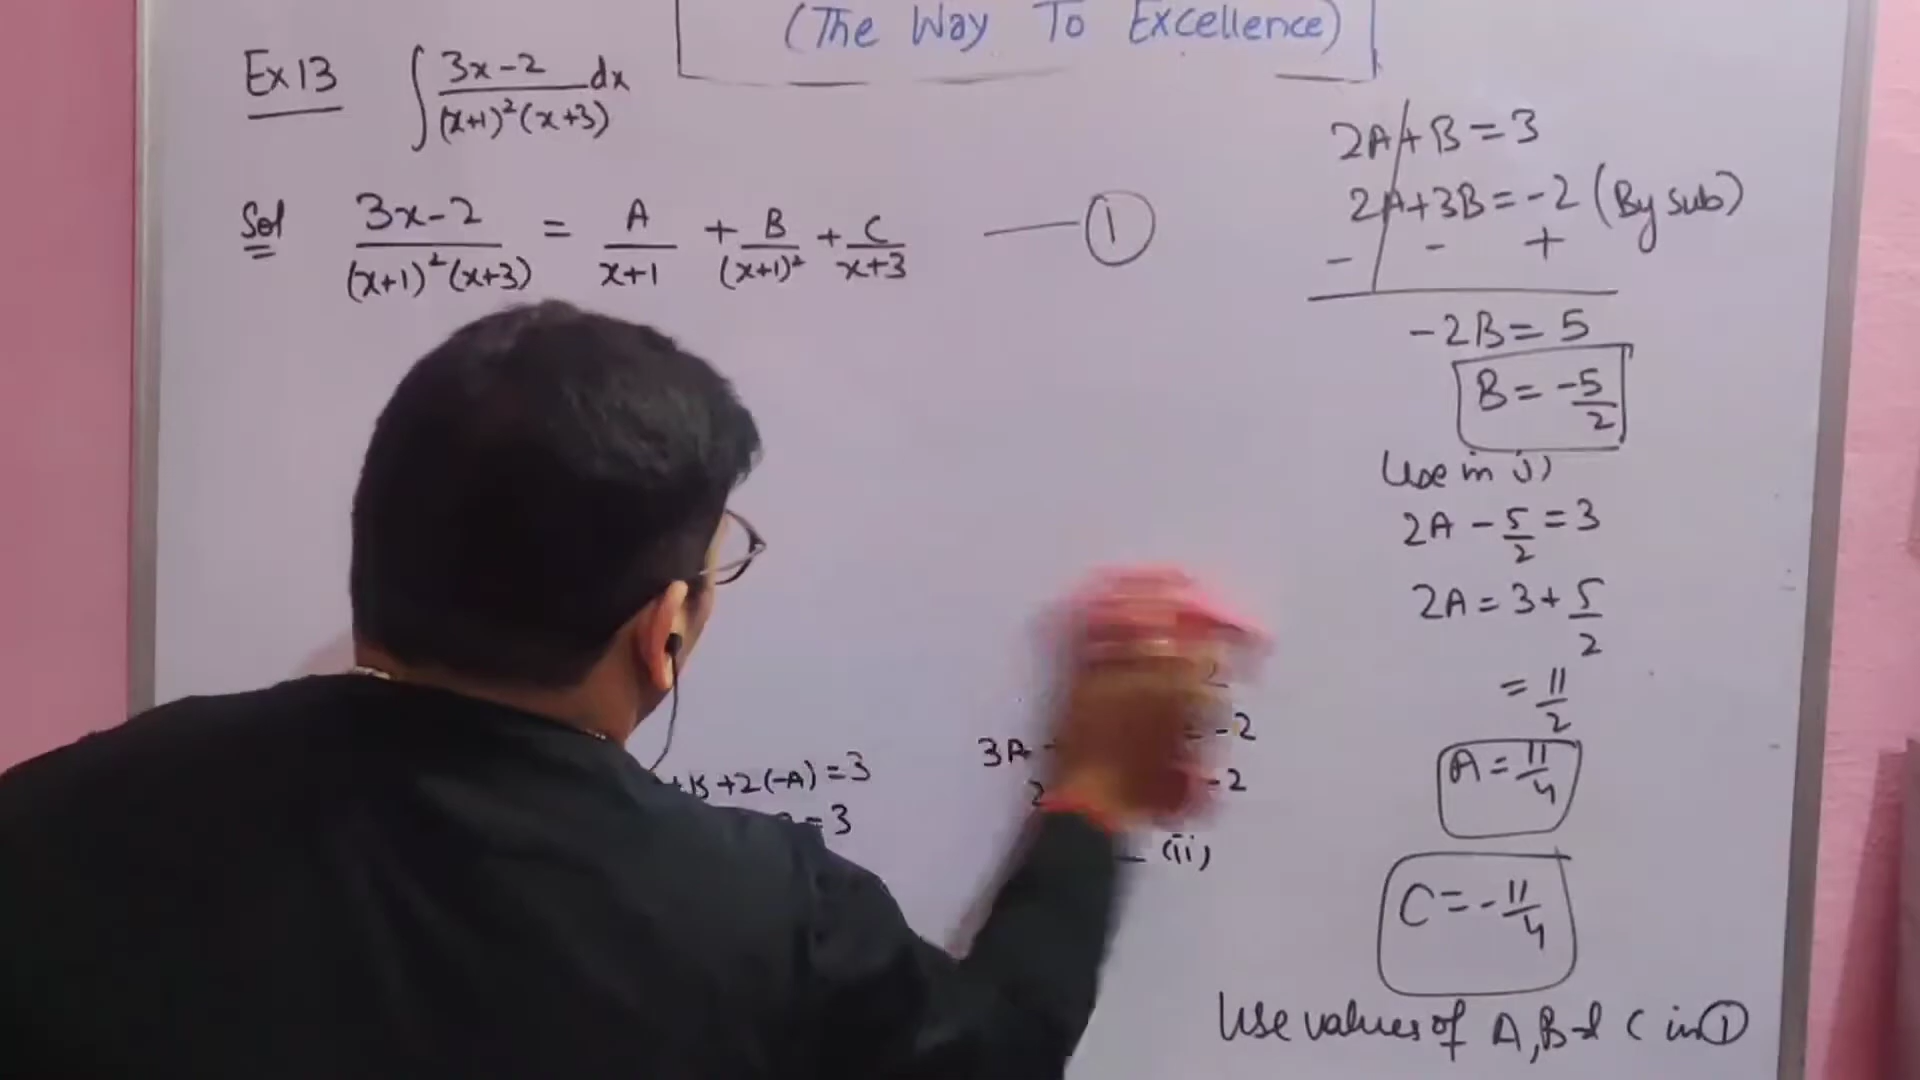 (The Way To Excellence)
Ex 13 ∫ 3x-2 / (x+1)²(x+3) dx
Sol 3x-2 / (x+1)²(x+3) = A / x+1 + B / (x+1)² + C / x+3 — ①
+B+2(-A)=3
=3
3A
2
= -2
-2
(ii)
2A+B=3
2A+3B=-2 (By sub)
- - +
-2B=5
B=-5/2
Use in i)
2A-5/2=3
2A=3+5/2
=11/2
A=11/4
C=-11/4
Use values of A,B & C in ①